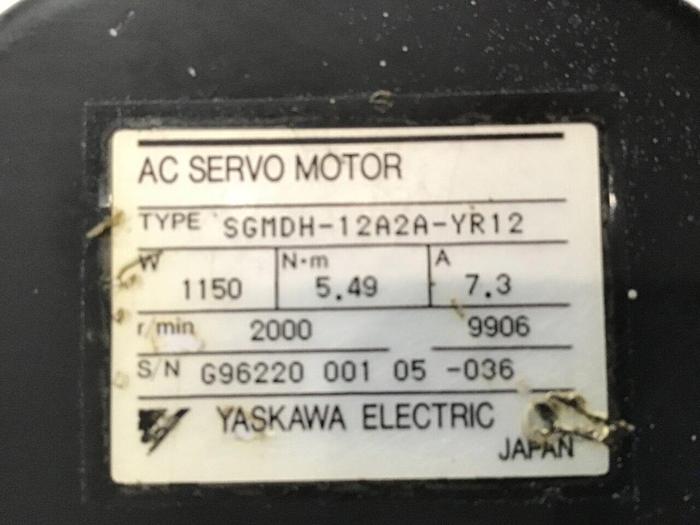 AC SERVO MOTOR
TYPE SGMDH-12A2A-YR12
W N·m A
1150 5.49 7.3
r/min 2000 9906
S/N G96220 001 05 -036
YASKAWA ELECTRIC
JAPAN